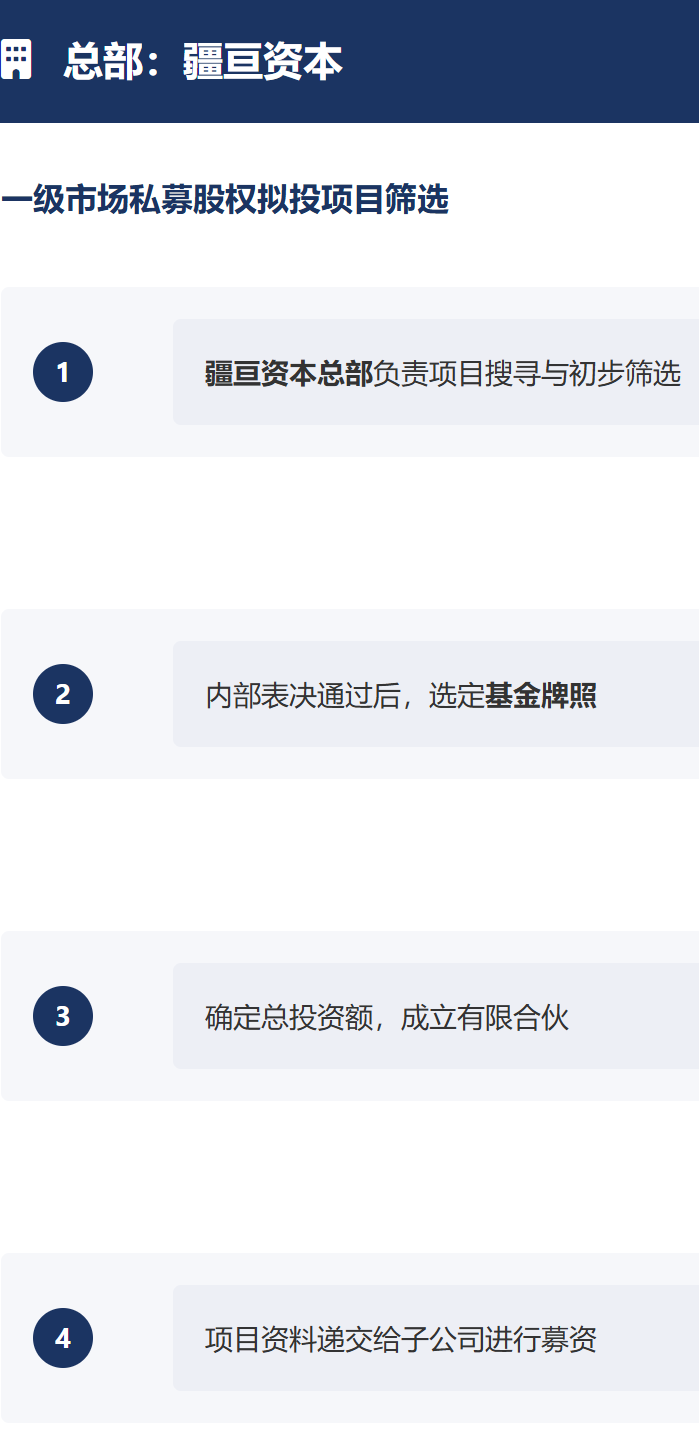 总部：疆亘资本
一级市场私募股权拟投项目筛选
1
疆亘资本总部负责项目搜寻与初步筛选
2
内部表决通过后，选定基金牌照
3
确定总投资额，成立有限合伙
4
项目资料递交给子公司进行募资